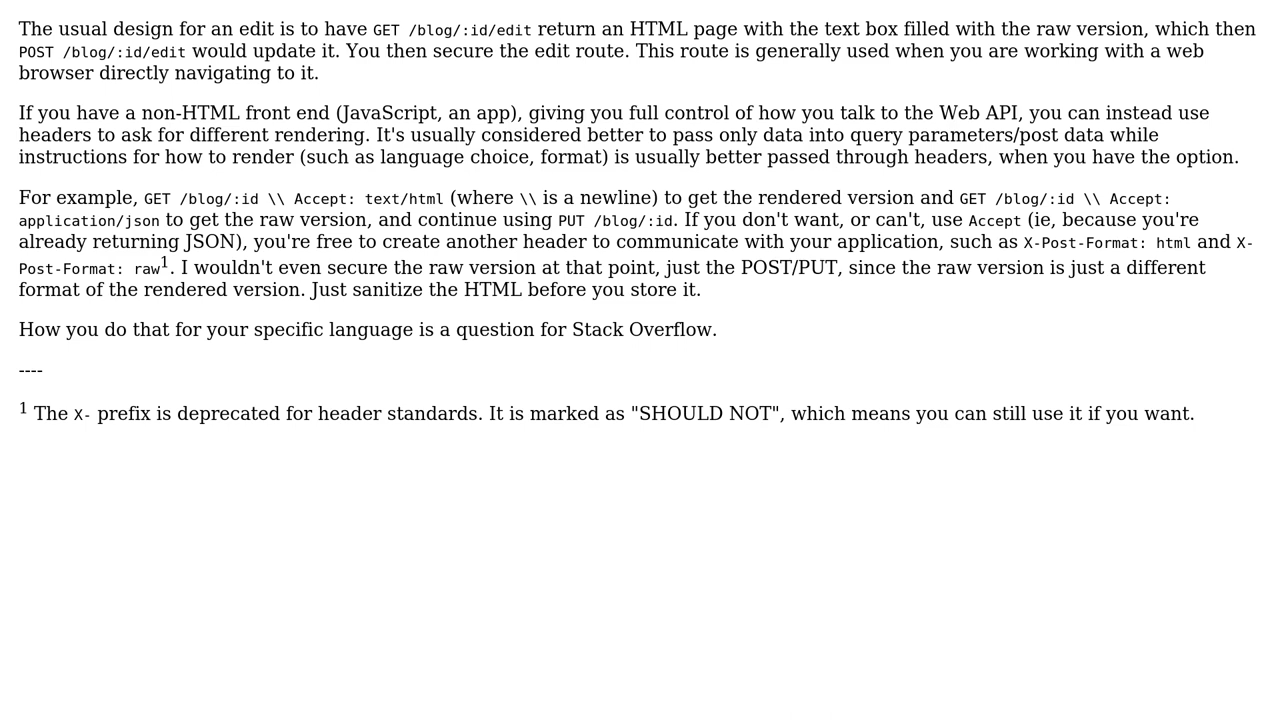 The usual design for an edit is to have GET /blog/:id/edit return an HTML page with the text box filled with the raw version, which then
POST /blog/:id/edit would update it. You then secure the edit route. This route is generally used when you are working with a web
browser directly navigating to it.
If you have a non-HTML front end (JavaScript, an app), giving you full control of how you talk to the Web API, you can instead use
headers to ask for different rendering. It's usually considered better to pass only data into query parameters/post data while
instructions for how to render (such as language choice, format) is usually better passed through headers, when you have the option.
For example, GET /blog/:id \\ Accept: text/html (where \\ is a newline) to get the rendered version and GET /blog/:id \\ Accept:
application/json to get the raw version, and continue using PUT /blog/:id. If you don't want, or can't, use Accept (ie, because you're
already returning JSON), you're free to create another header to communicate with your application, such as X-Post-Format: html and X-
Post-Format: raw1. I wouldn't even secure the raw version at that point, just the POST/PUT, since the raw version is just a different
format of the rendered version. Just sanitize the HTML before you store it.
How you do that for your specific language is a question for Stack Overflow.
----
1 The X- prefix is deprecated for header standards. It is marked as "SHOULD NOT", which means you can still use it if you want.